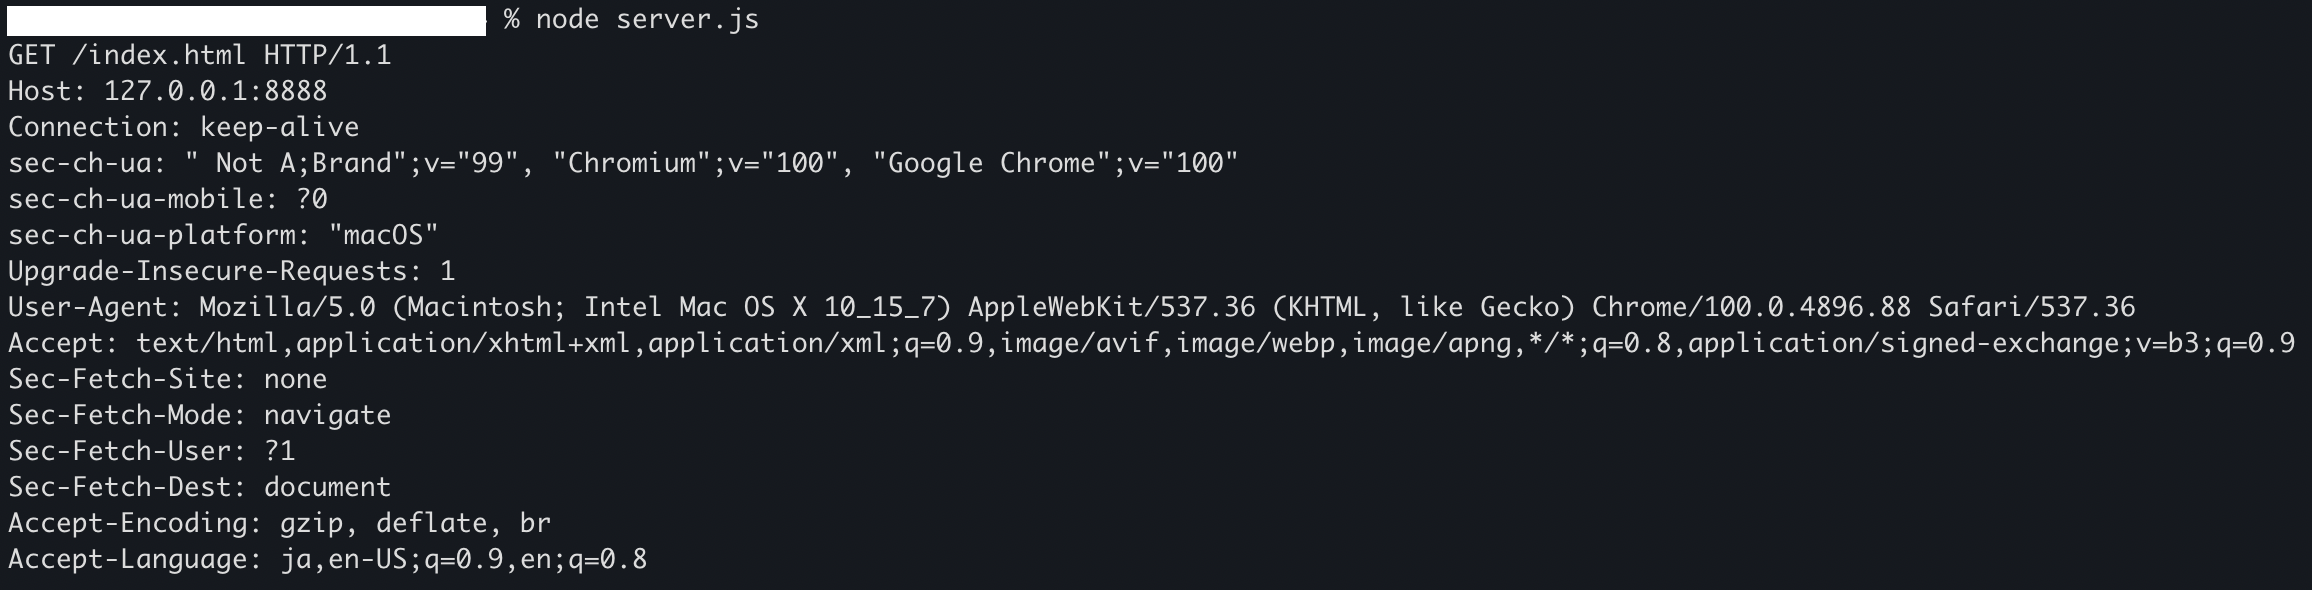 % node server.js
GET /index.html HTTP/1.1
Host: 127.0.0.1:8888
Connection: keep-alive
sec-ch-ua: " Not A;Brand";v="99", "Chromium";v="100", "Google Chrome";v="100"
sec-ch-ua-mobile: ?0
sec-ch-ua-platform: "macOS"
Upgrade-Insecure-Requests: 1
User-Agent: Mozilla/5.0 (Macintosh; Intel Mac OS X 10_15_7) AppleWebKit/537.36 (KHTML, like Gecko) Chrome/100.0.4896.88 Safari/537.36
Accept: text/html,application/xhtml+xml,application/xml;q=0.9,image/avif,image/webp,image/apng,*/*;q=0.8,application/signed-exchange;v=b3;q=0.9
Sec-Fetch-Site: none
Sec-Fetch-Mode: navigate
Sec-Fetch-User: ?1
Sec-Fetch-Dest: document
Accept-Encoding: gzip, deflate, br
Accept-Language: ja,en-US;q=0.9,en;q=0.8